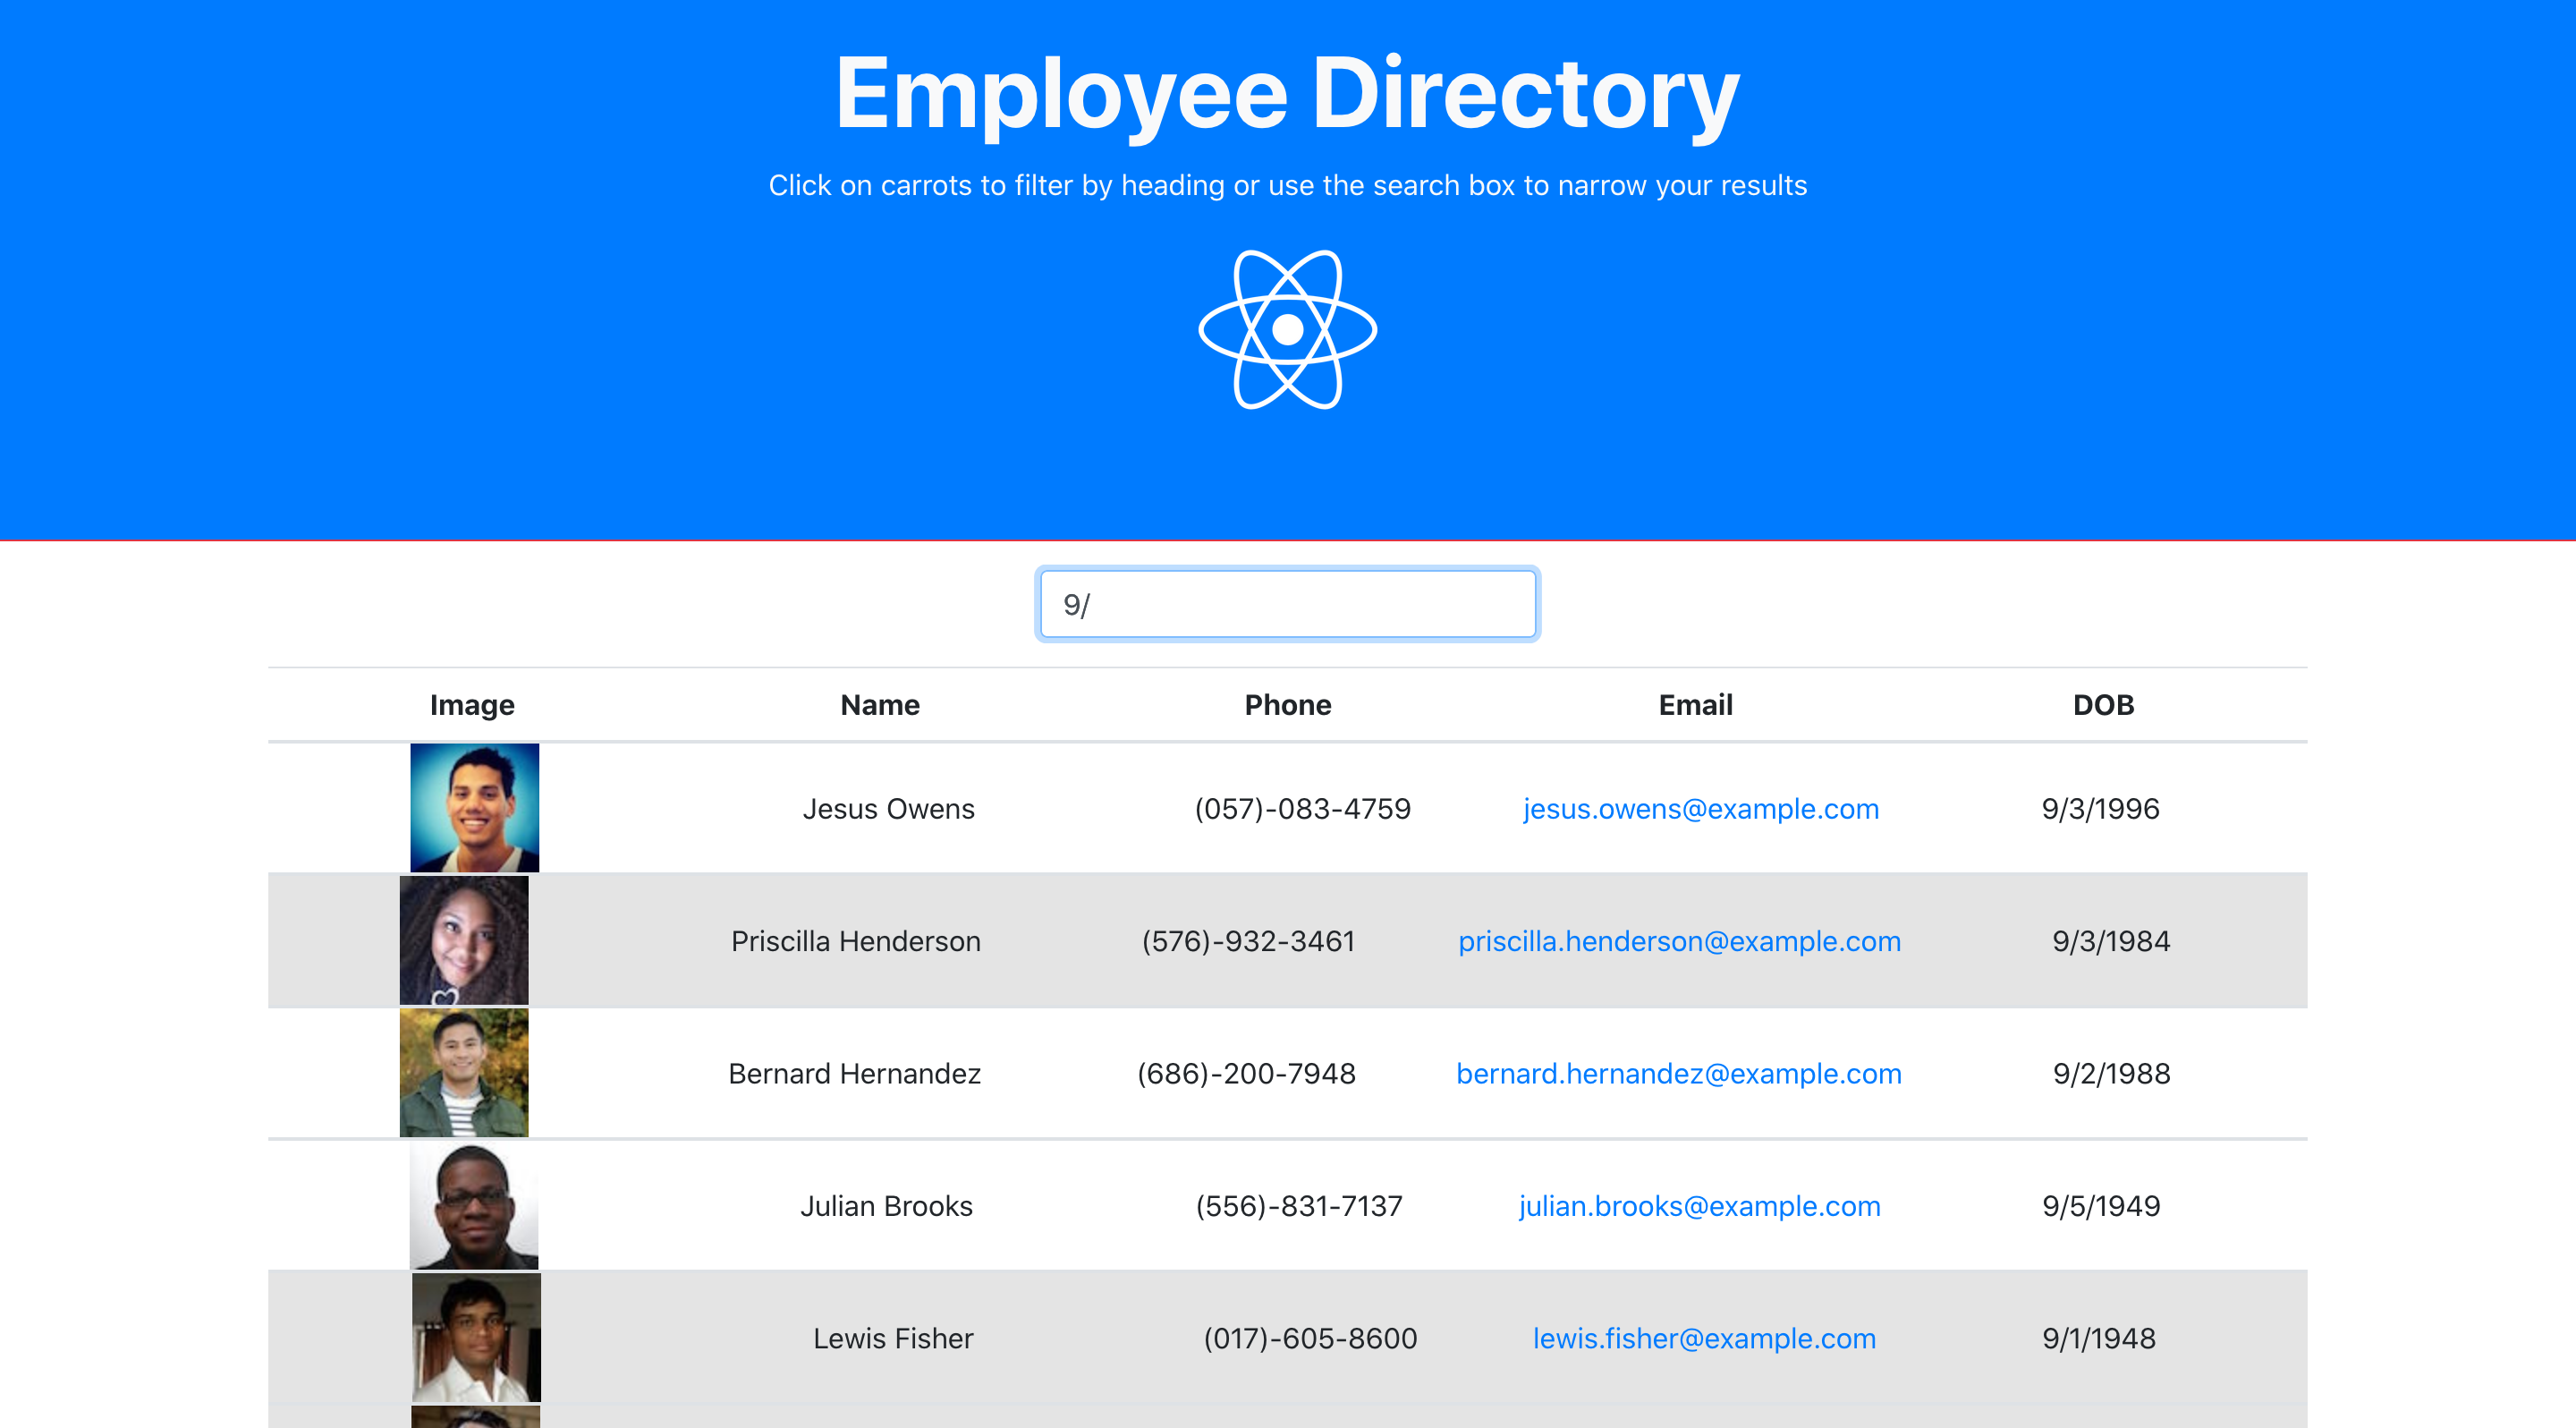 Employee Directory
Click on carrots to filter by heading or use the search box to narrow your results
9/
Image Name Phone Email DOB
Jesus Owens (057)-083-4759 jesus.owens@example.com 9/3/1996
Priscilla Henderson (576)-932-3461 priscilla.henderson@example.com 9/3/1984
Bernard Hernandez (686)-200-7948 bernard.hernandez@example.com 9/2/1988
Julian Brooks (556)-831-7137 julian.brooks@example.com 9/5/1949
Lewis Fisher (017)-605-8600 lewis.fisher@example.com 9/1/1948